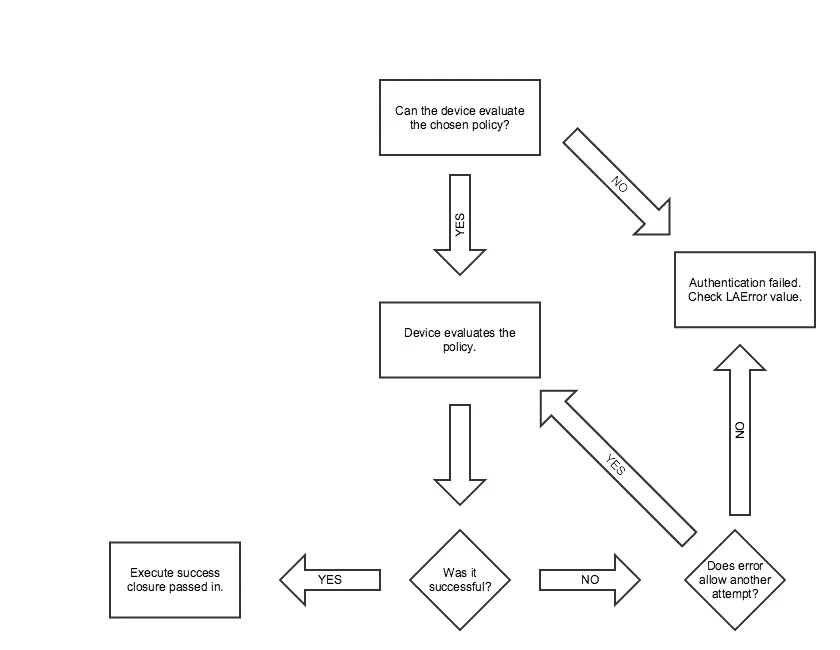 Can the device evaluate
the chosen policy?
NO
YES
Authentication failed.
Check LAError value.
Device evaluates the
policy.
NO
YES
Execute success
closure passed in.
YES
Was it
successful?
NO
Does error
allow another
attempt?